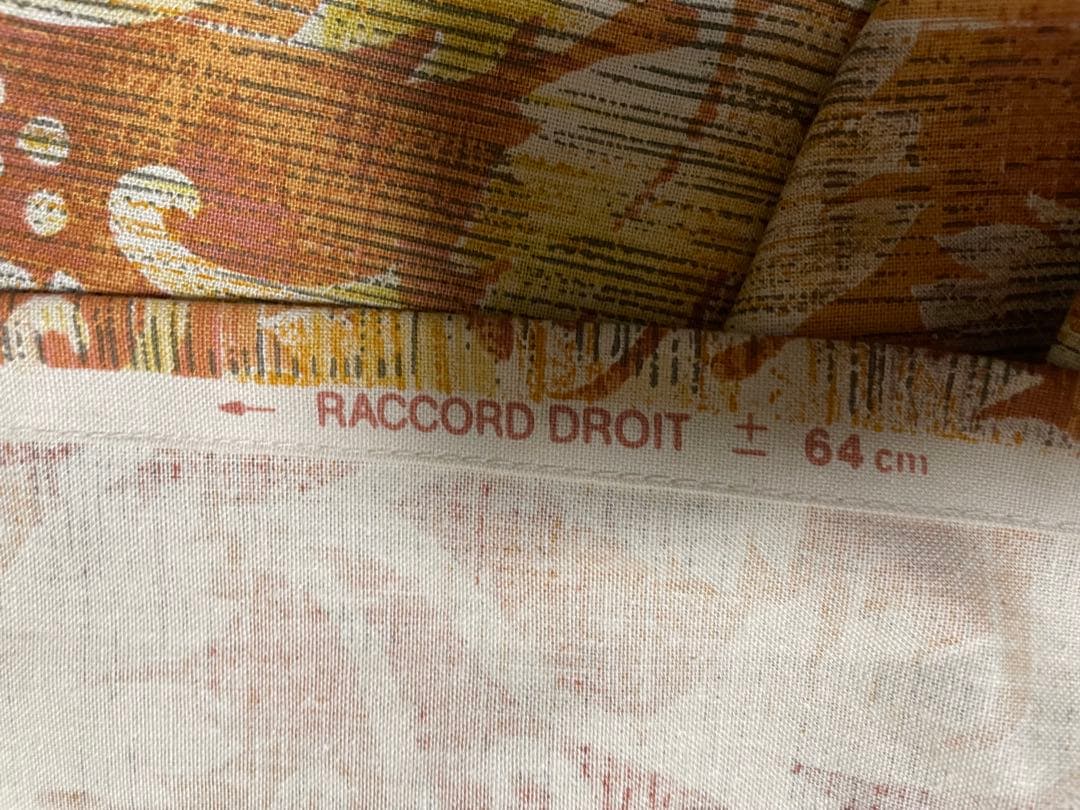 ← RACCORD DROIT ± 64 cm